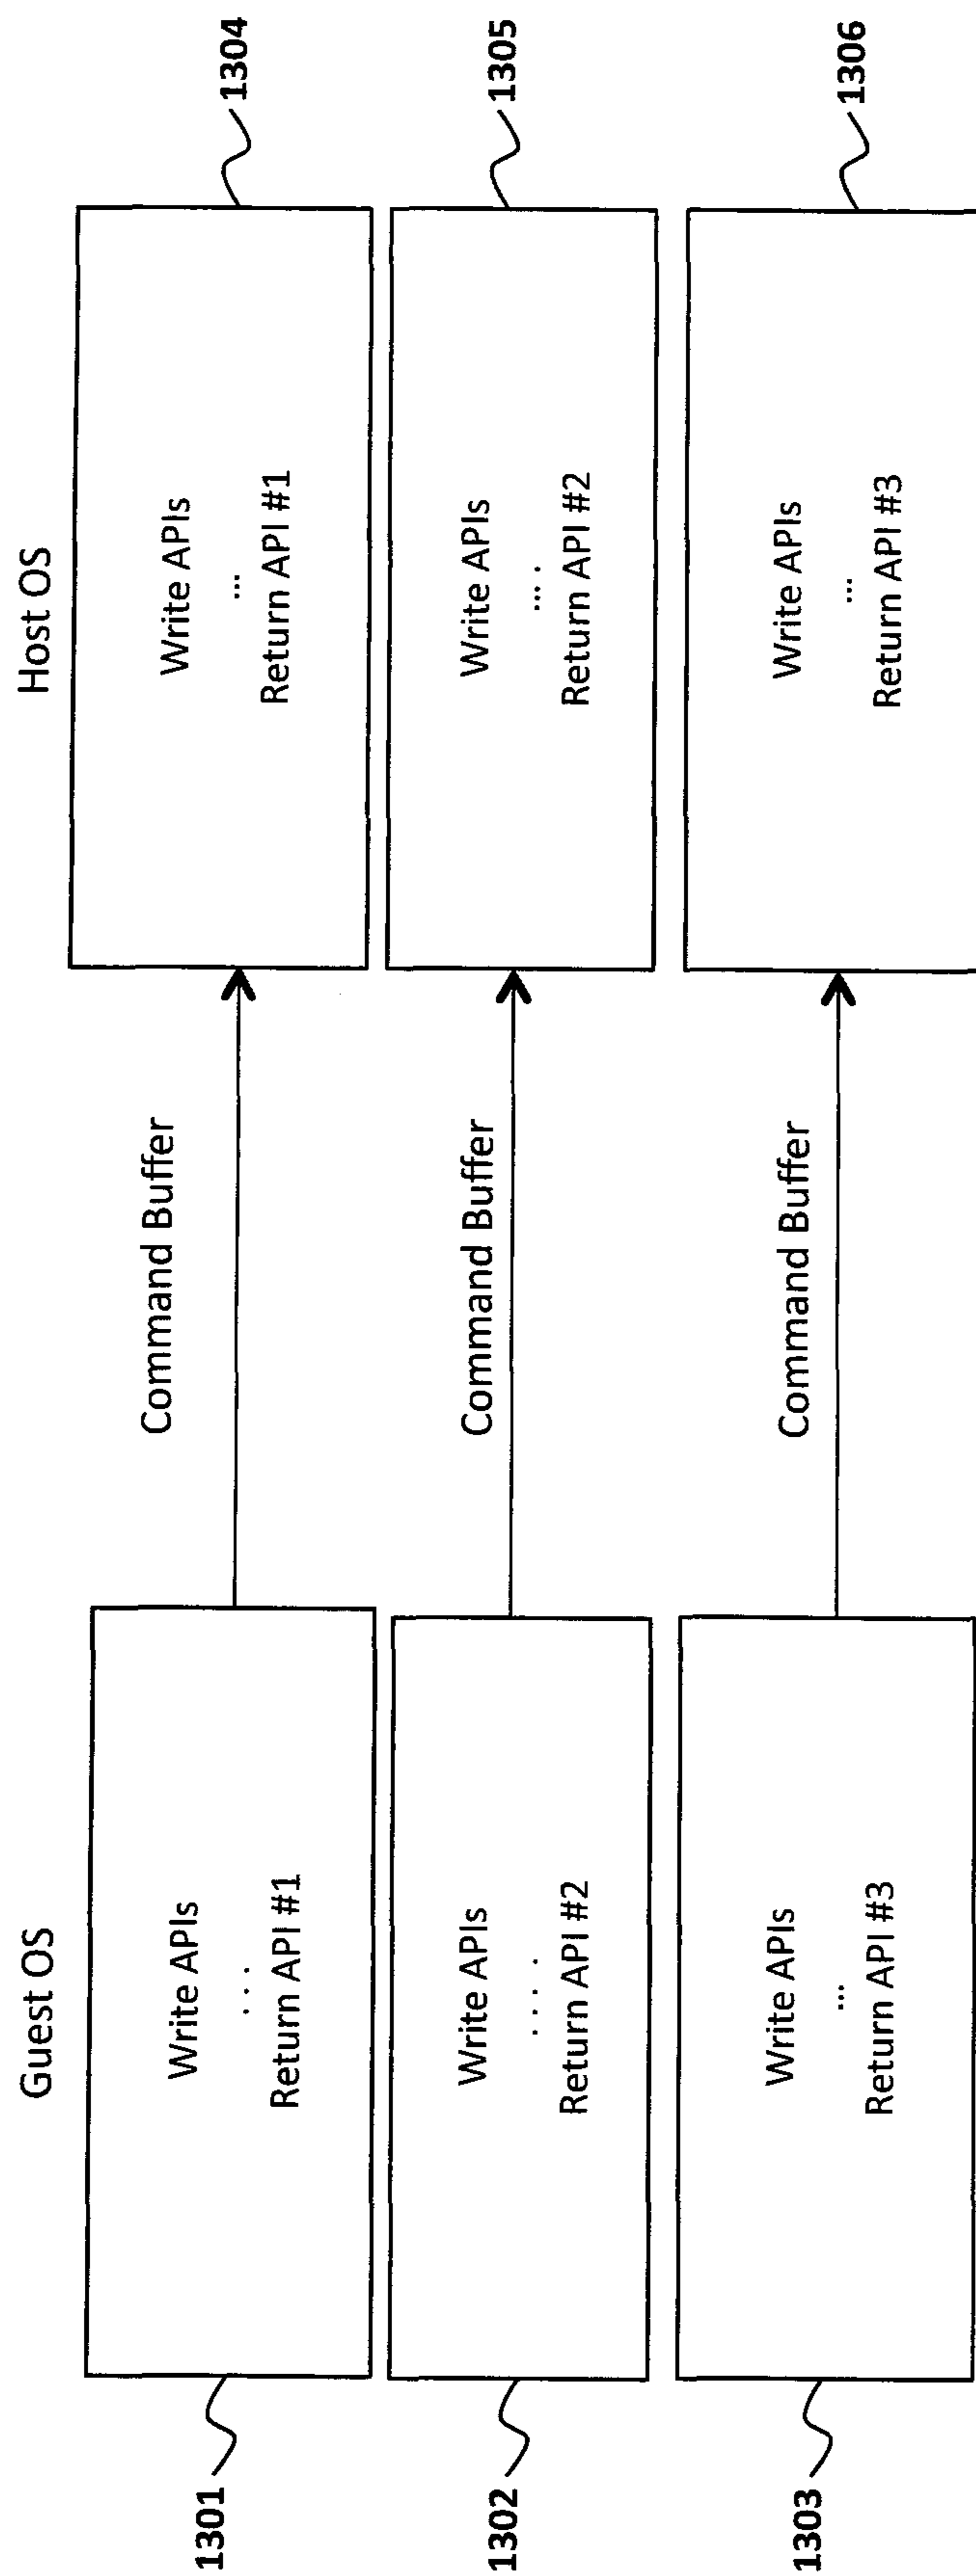 Guest OS
Host OS
1301
Write APIs
. . .
Return API #1
Command Buffer
Write APIs
...
Return API #1
1304
1302
Write APIs
. . . .
Return API #2
Command Buffer
Write APIs
... .
Return API #2
1305
1303
Write APIs
...
Return API #3
Command Buffer
Write APIs
...
Return API #3
1306